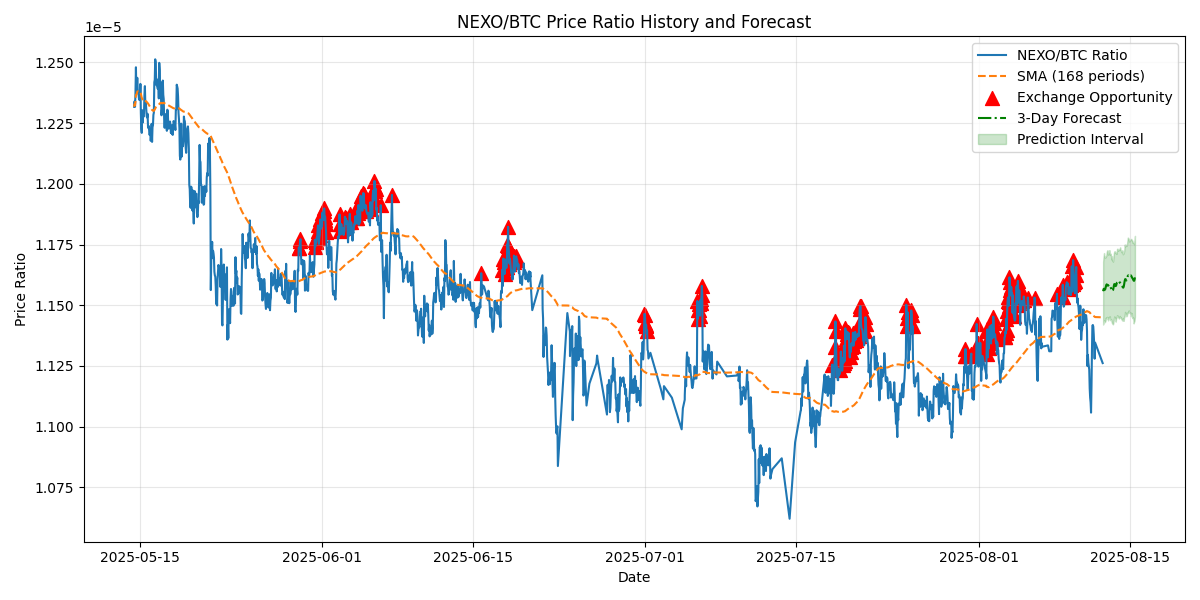 NEXO/BTC Price Ratio History and Forecast
1e−5
NEXO/BTC Ratio
SMA (168 periods)
Exchange Opportunity
3-Day Forecast
Prediction Interval
1.250
1.225
1.200
1.175
1.150
1.125
1.100
1.075
Price Ratio
2025-05-15
2025-06-01
2025-06-15
2025-07-01
2025-07-15
2025-08-01
2025-08-15
Date